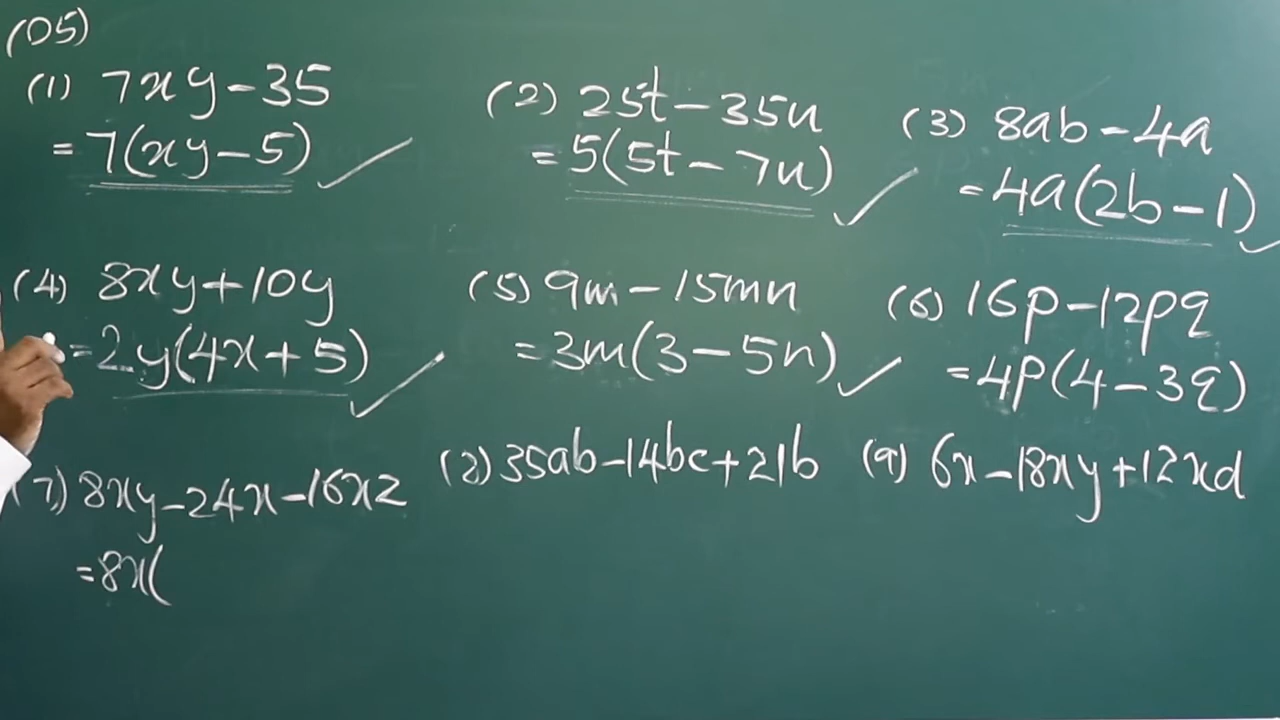 (05)
(1) 7xy-35
= 7(xy-5)
(2) 25t-35u
= 5(5t-7u)
(3) 8ab-4a
= 4a(2b-1)
(4) 8xy+10y
= 2y(4x+5)
(5) 9m-15mn
= 3m(3-5n)
(6) 16p-12pq
= 4p(4-3q)
(7) 8xy-24x-16xz
= 8x(
(8) 35ab-14bc+21b
(9) 6x-18xy+12xd